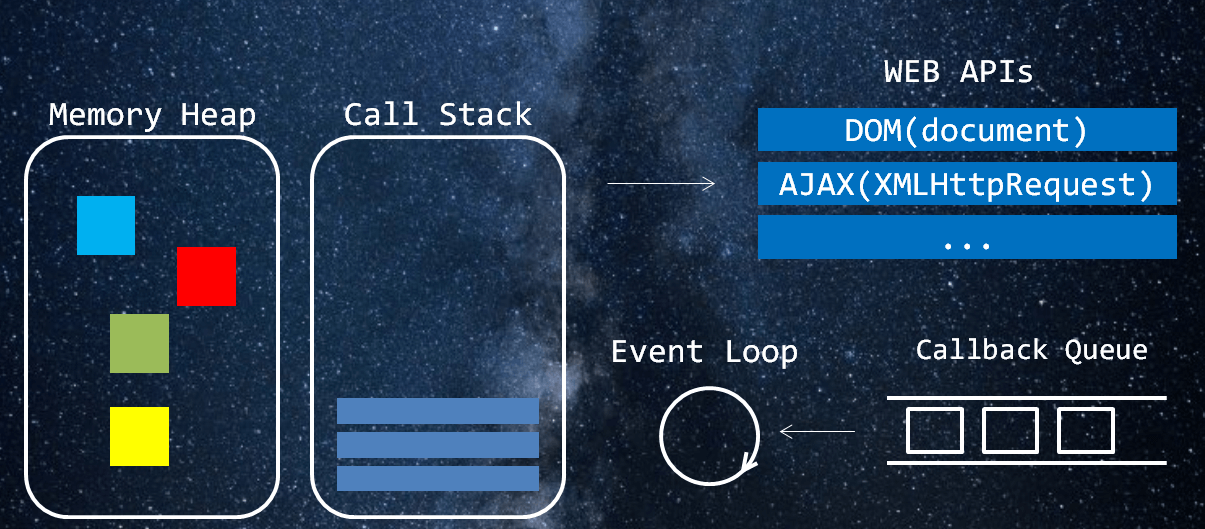 Memory Heap
Call Stack
WEB APIs
DOM(document)
AJAX(XMLHttpRequest)
...
Event Loop
Callback Queue